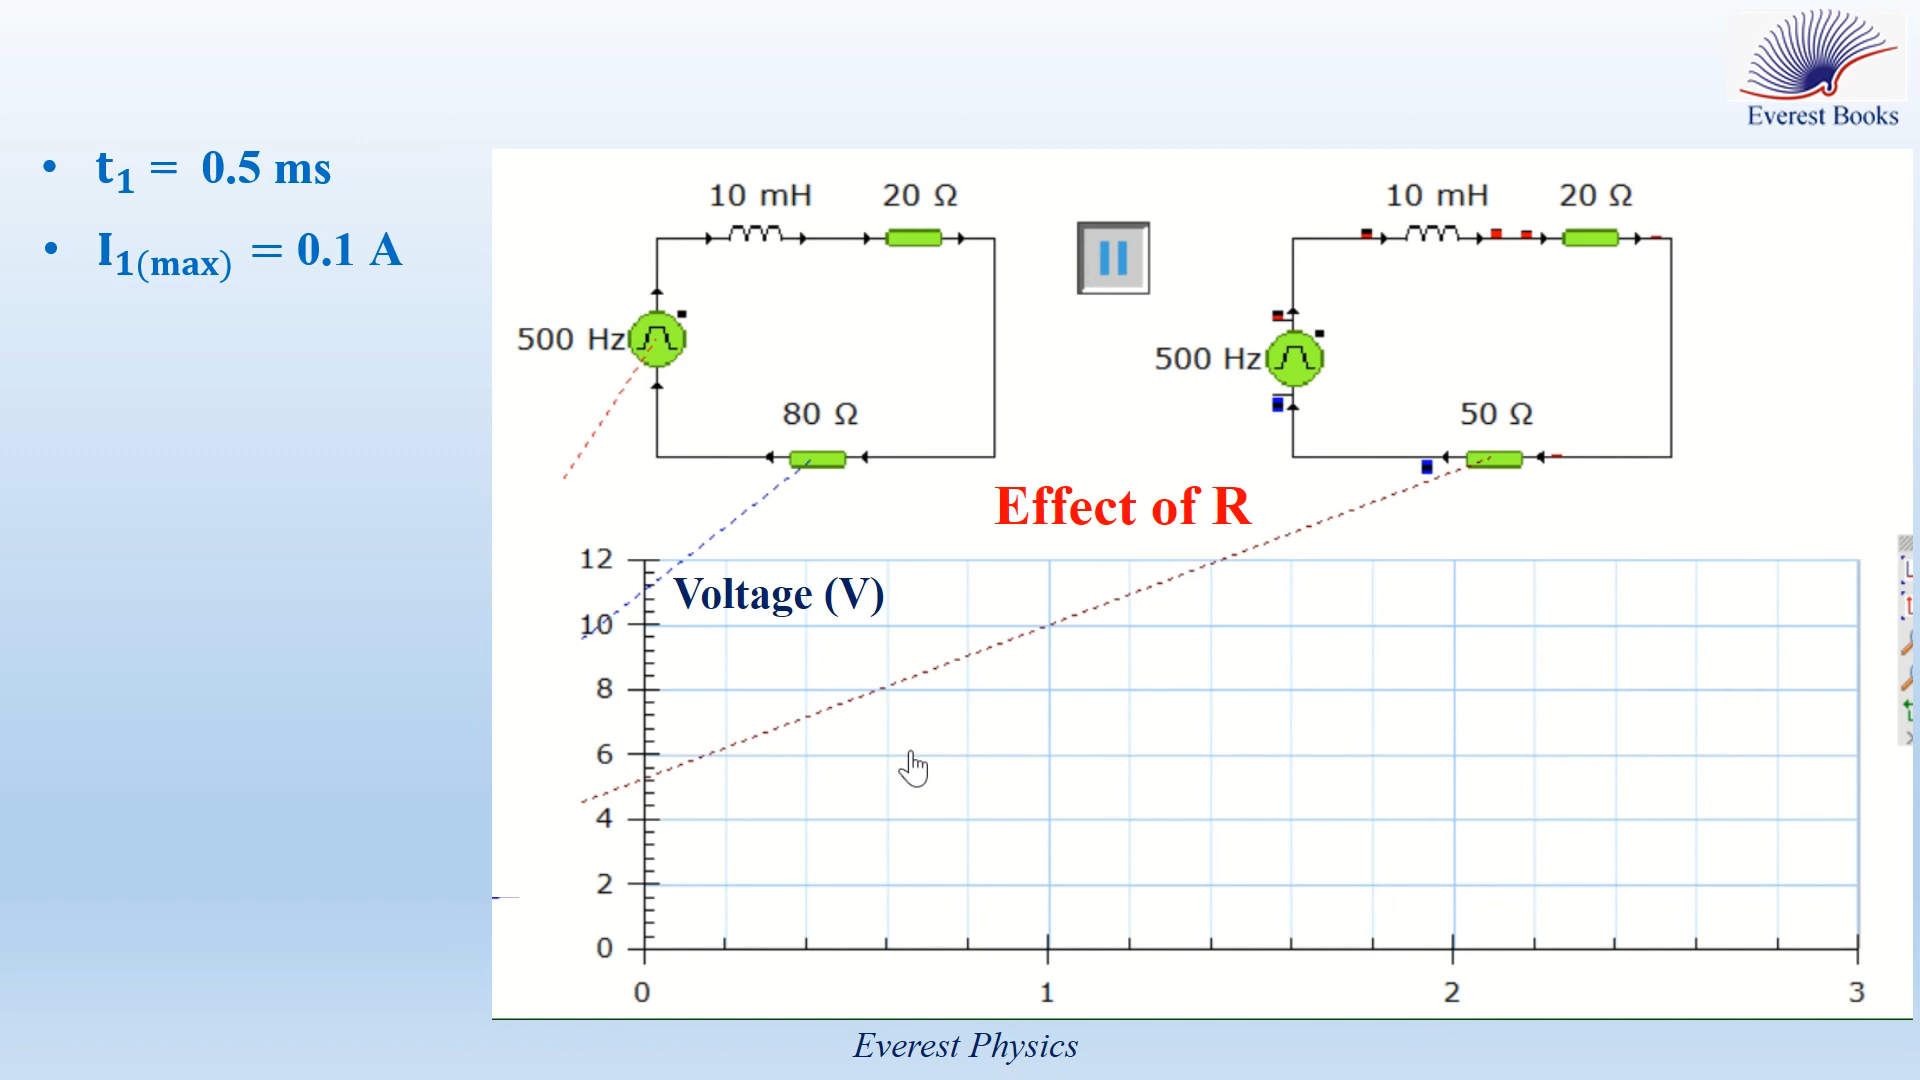 Everest Books
• t₁ = 0.5 ms
• I₁₍ₘₐₓ₎ = 0.1 A
10 mH 20 Ω
500 Hz
80 Ω
10 mH 20 Ω
500 Hz
50 Ω
Effect of R
Voltage (V)
12
10
8
6
4
2
0
0 1 2 3
Everest Physics